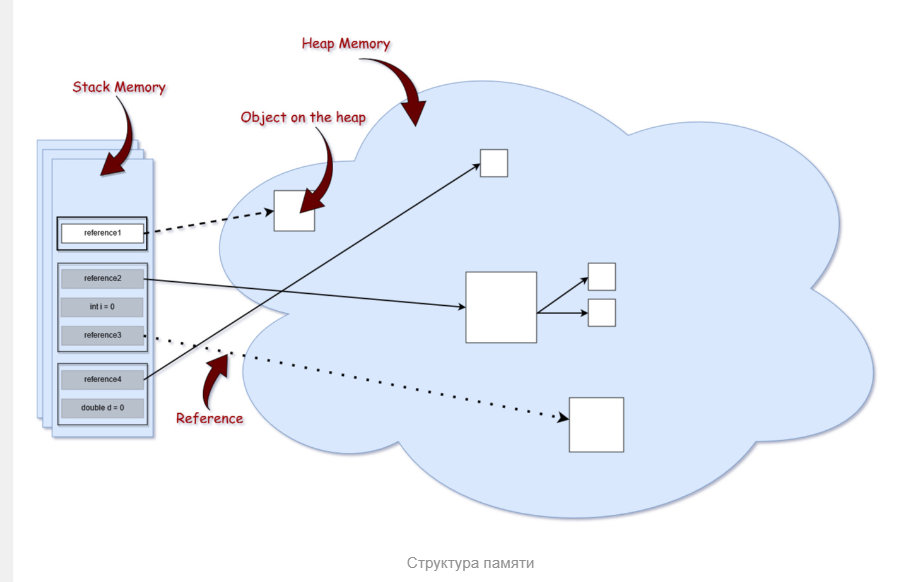 Heap Memory
Stack Memory
Object on the heap
reference1
reference2
int i = 0
reference3
reference4
double d = 0
Reference
Структура памяти